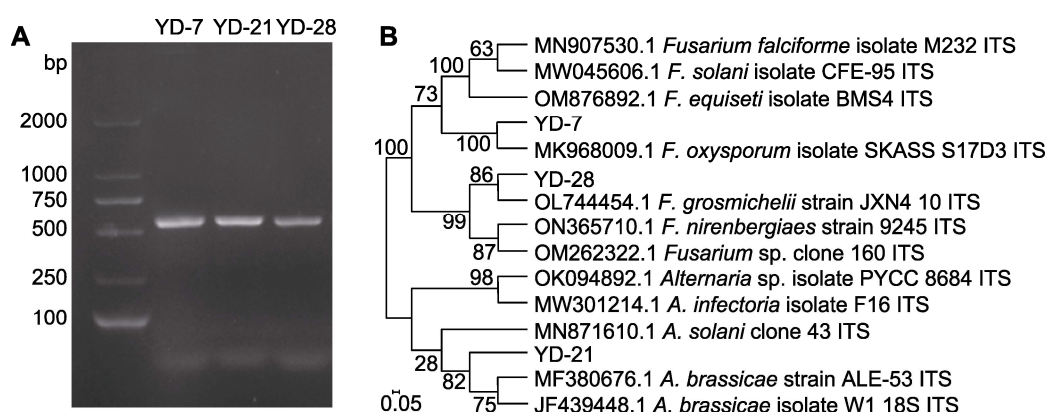 A
YD-7 YD-21 YD-28
bp
2000
1000
750
500
250
100
B
63
MN907530.1 Fusarium falciforme isolate M232 ITS
100
MW045606.1 F. solani isolate CFE-95 ITS
73
OM876892.1 F. equiseti isolate BMS4 ITS
YD-7
100
MK968009.1 F. oxysporum isolate SKASS S17D3 ITS
100
86
YD-28
OL744454.1 F. grosmichelii strain JXN4 10 ITS
99
ON365710.1 F. nirenbergiaes strain 9245 ITS
87
OM262322.1 Fusarium sp. clone 160 ITS
98
OK094892.1 Alternaria sp. isolate PYCC 8684 ITS
MW301214.1 A. infectoria isolate F16 ITS
MN871610.1 A. solani clone 43 ITS
28
YD-21
82
MF380676.1 A. brassicae strain ALE-53 ITS
75
JF439448.1 A. brassicae isolate W1 18S ITS
0.05